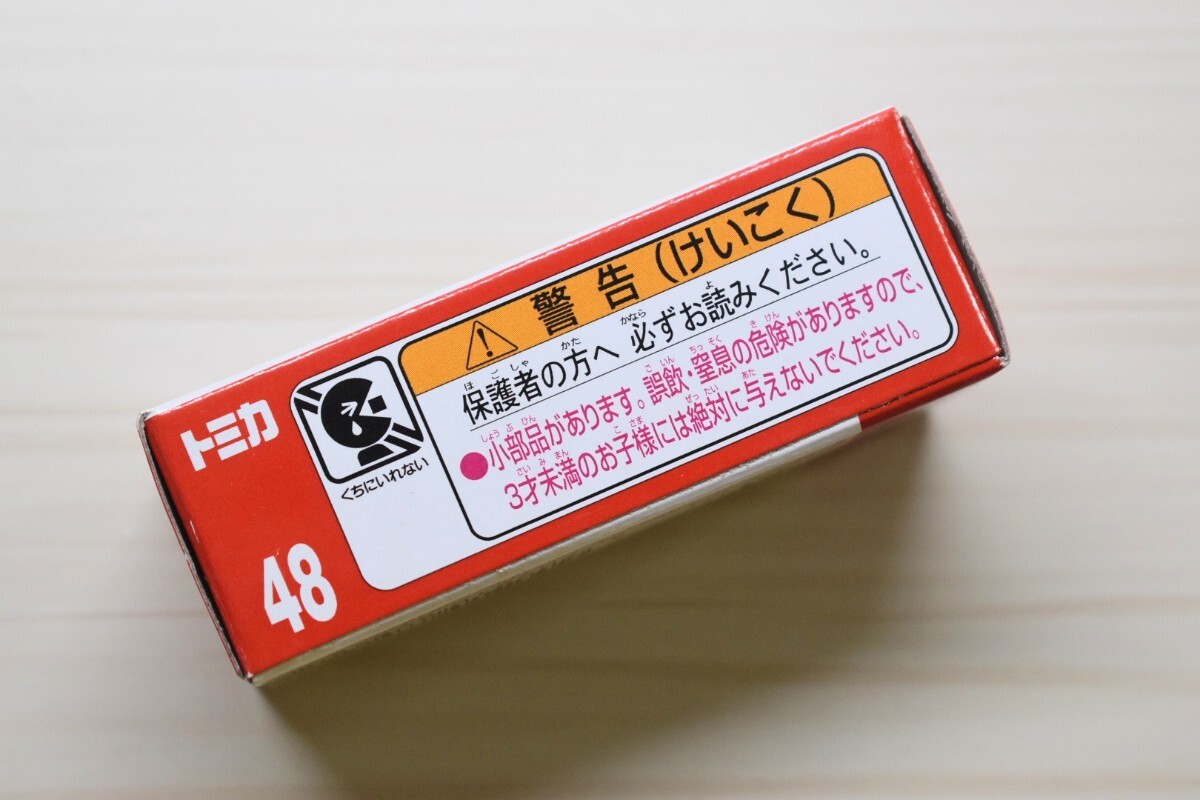 トミカ
48
くちにいれない
警告(けいこく)
保護者の方へ 必ずお読みください。
●小部品があります。誤飲・窒息の危険がありますので、
3才未満のお子様には絶対に与えないでください。